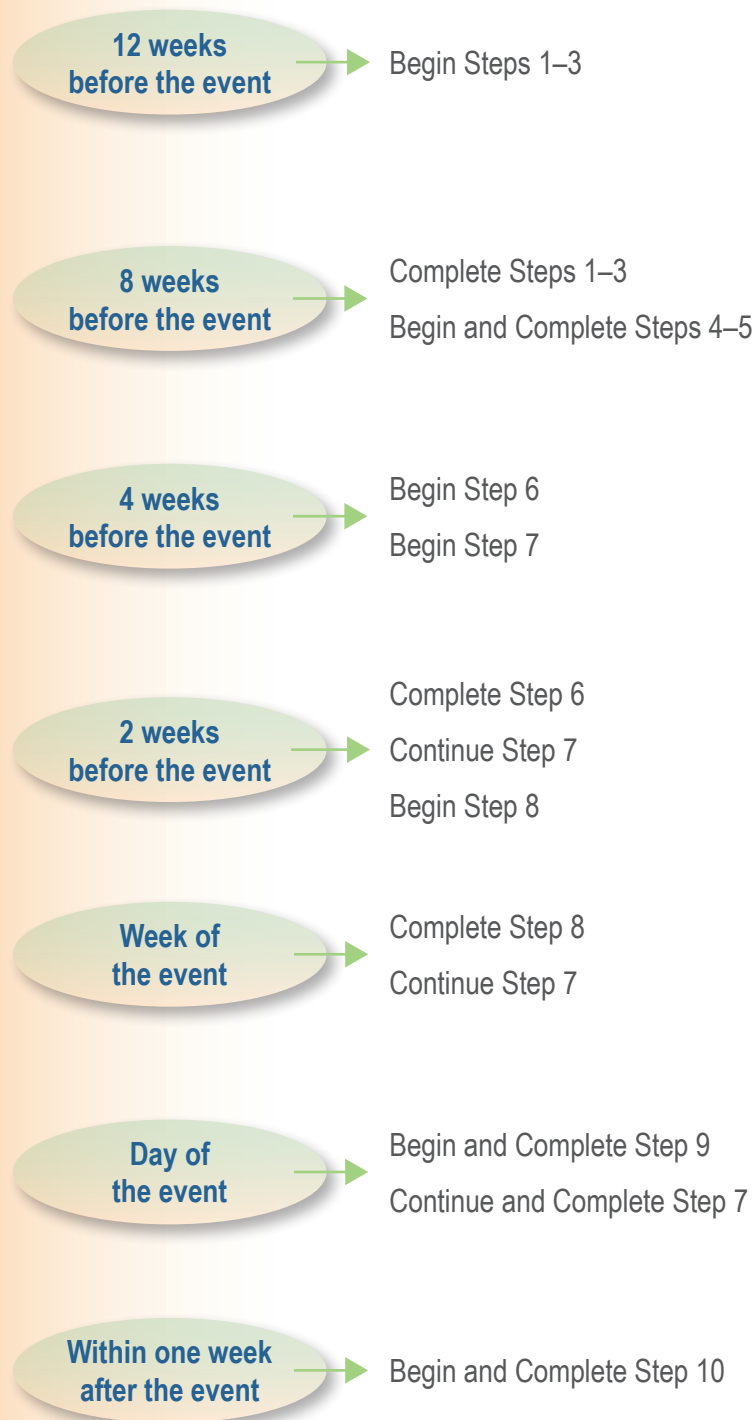 12 weeks
before the event
Begin Steps 1–3
8 weeks
before the event
Complete Steps 1–3
Begin and Complete Steps 4–5
4 weeks
before the event
Begin Step 6
Begin Step 7
2 weeks
before the event
Complete Step 6
Continue Step 7
Begin Step 8
Week of
the event
Complete Step 8
Continue Step 7
Day of
the event
Begin and Complete Step 9
Continue and Complete Step 7
Within one week
after the event
Begin and Complete Step 10